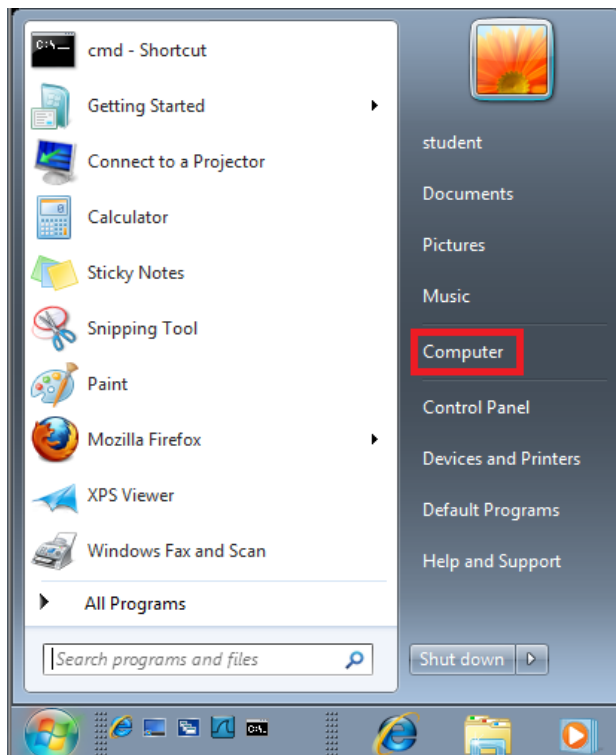 cmd - Shortcut
Getting Started
Connect to a Projector
Calculator
Sticky Notes
Snipping Tool
Paint
Mozilla Firefox
XPS Viewer
Windows Fax and Scan
All Programs
Search programs and files
student
Documents
Pictures
Music
Computer
Control Panel
Devices and Printers
Default Programs
Help and Support
Shut down